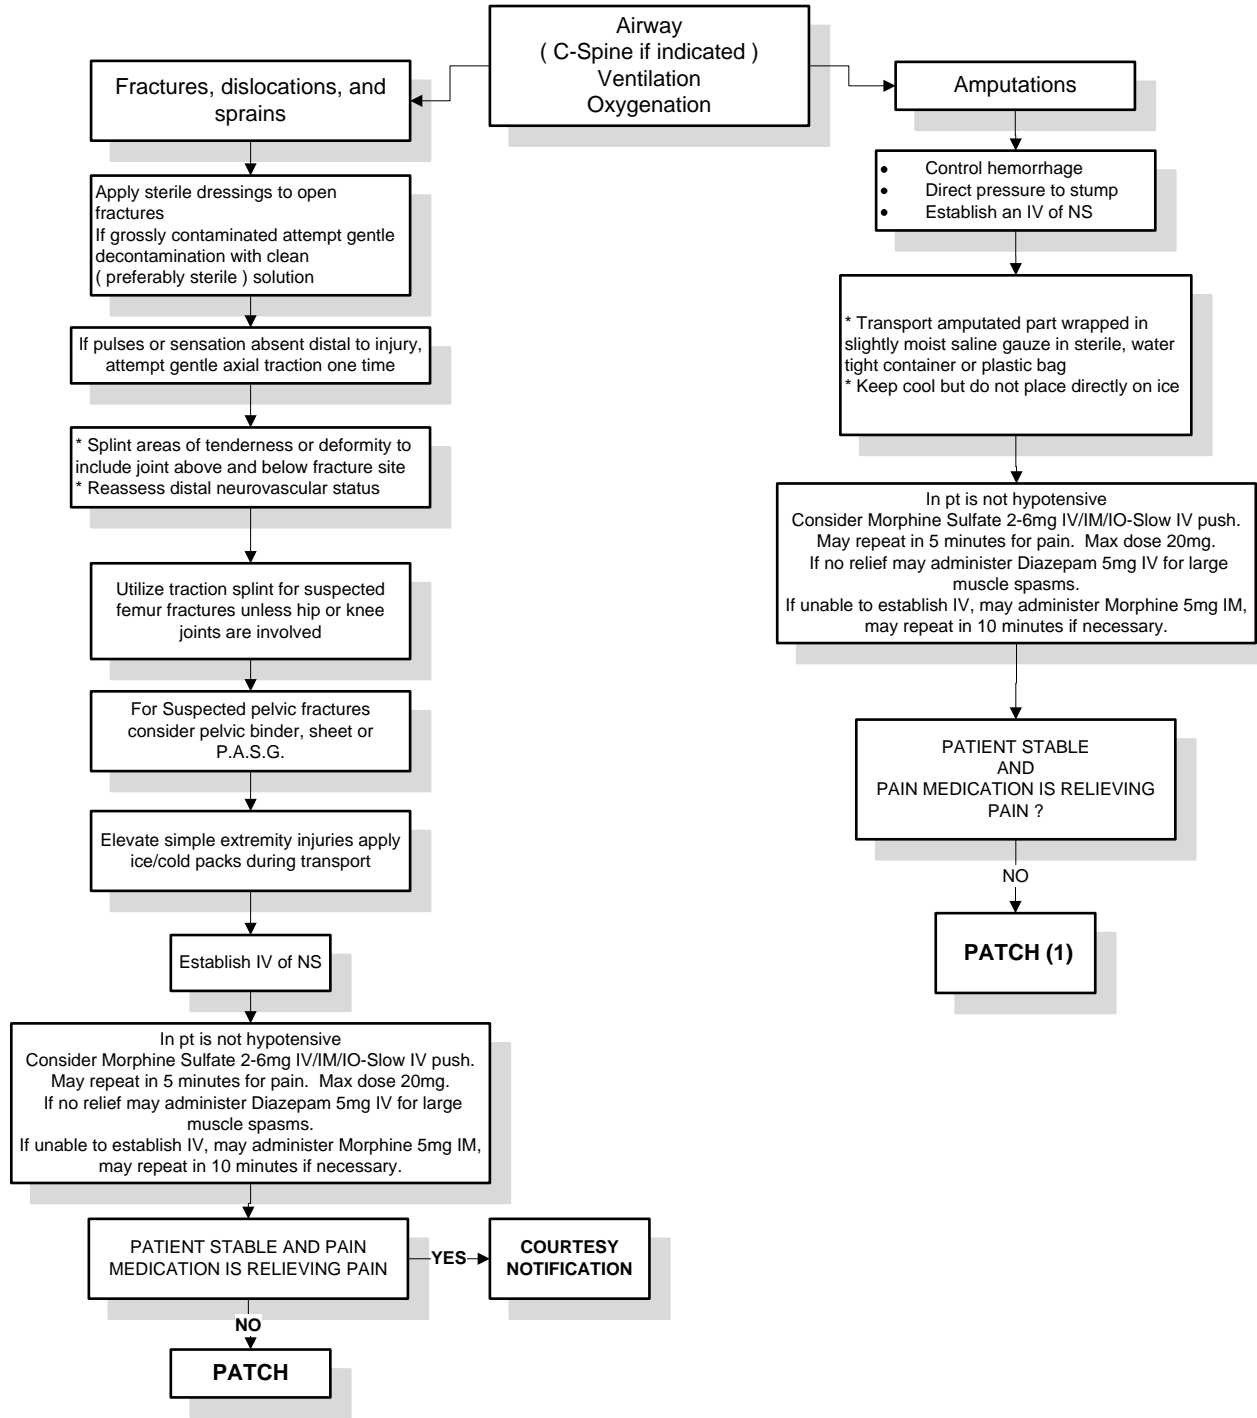 Airway
( C-Spine if indicated )
Ventilation
Oxygenation
Fractures, dislocations, and
sprains
Apply sterile dressings to open
fractures
If grossly contaminated attempt gentle
decontamination with clean
( preferably sterile ) solution
If pulses or sensation absent distal to injury,
attempt gentle axial traction one time
* Splint areas of tenderness or deformity to
include joint above and below fracture site
* Reassess distal neurovascular status
Utilize traction splint for suspected
femur fractures unless hip or knee
joints are involved
For Suspected pelvic fractures
consider pelvic binder, sheet or
P.A.S.G.
Elevate simple extremity injuries apply
ice/cold packs during transport
Establish IV of NS
In pt is not hypotensive
Consider Morphine Sulfate 2-6mg IV/IM/IO-Slow IV push.
May repeat in 5 minutes for pain.  Max dose 20mg.
If no relief may administer Diazepam 5mg IV for large
muscle spasms.
If unable to establish IV, may administer Morphine 5mg IM,
may repeat in 10 minutes if necessary.
PATIENT STABLE AND PAIN
MEDICATION IS RELIEVING PAIN
YES
COURTESY
NOTIFICATION
NO
PATCH
Amputations
• Control hemorrhage
• Direct pressure to stump
• Establish an IV of NS
* Transport amputated part wrapped in
slightly moist saline gauze in sterile, water
tight container or plastic bag
* Keep cool but do not place directly on ice
In pt is not hypotensive
Consider Morphine Sulfate 2-6mg IV/IM/IO-Slow IV push.
May repeat in 5 minutes for pain.  Max dose 20mg.
If no relief may administer Diazepam 5mg IV for large
muscle spasms.
If unable to establish IV, may administer Morphine 5mg IM,
may repeat in 10 minutes if necessary.
PATIENT STABLE
AND
PAIN MEDICATION IS RELIEVING
PAIN ?
NO
PATCH (1)